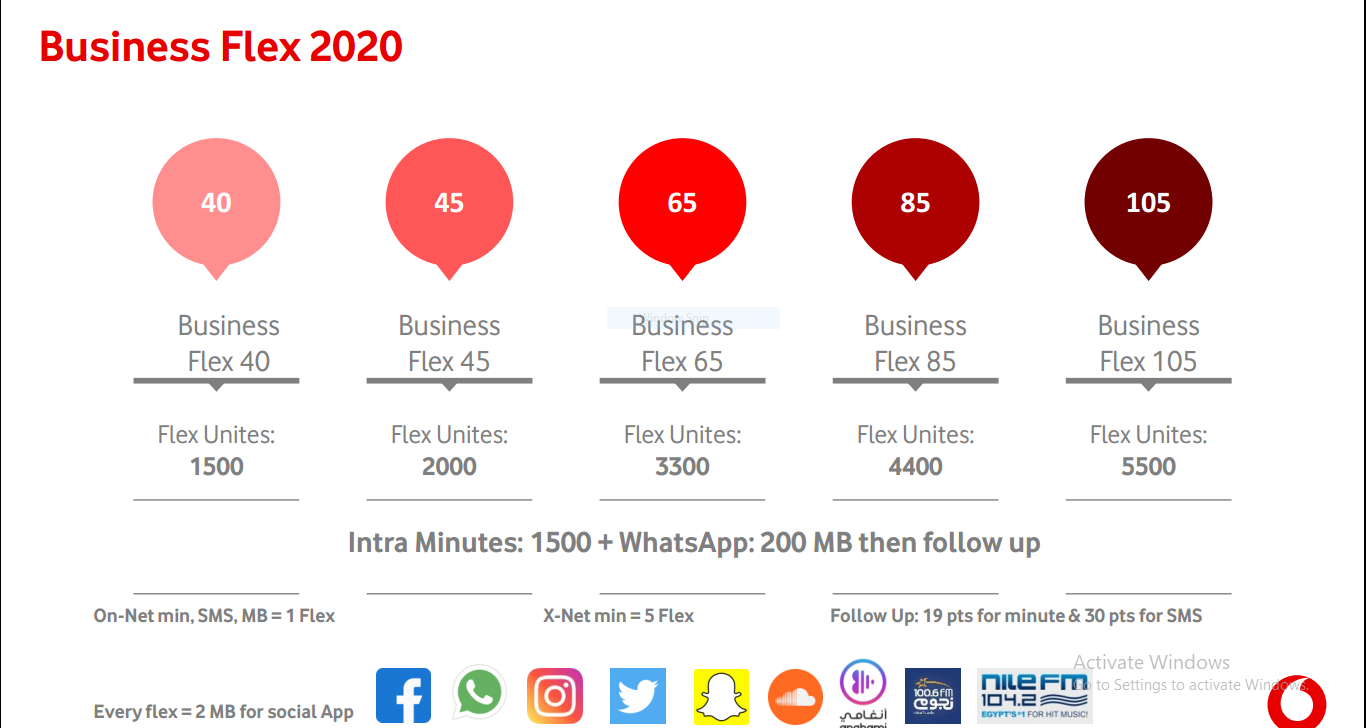 Business Flex 2020
40
45
65
85
105
Business
Flex 40
Business
Flex 45
Business
Flex 65
Business
Flex 85
Business
Flex 105
Flex Unites:
1500
Flex Unites:
2000
Flex Unites:
3300
Flex Unites:
4400
Flex Unites:
5500
Intra Minutes: 1500 + WhatsApp: 200 MB then follow up
On-Net min, SMS, MB = 1 Flex
X-Net min = 5 Flex
Follow Up: 19 pts for minute & 30 pts for SMS
Every flex = 2 MB for social App
أنغامي
anghami
100.6 FM
نجوم
NILE FM
104.2
EGYPT'S #1 FOR HIT MUSIC!
Activate Windows
Go to Settings to activate Windows.